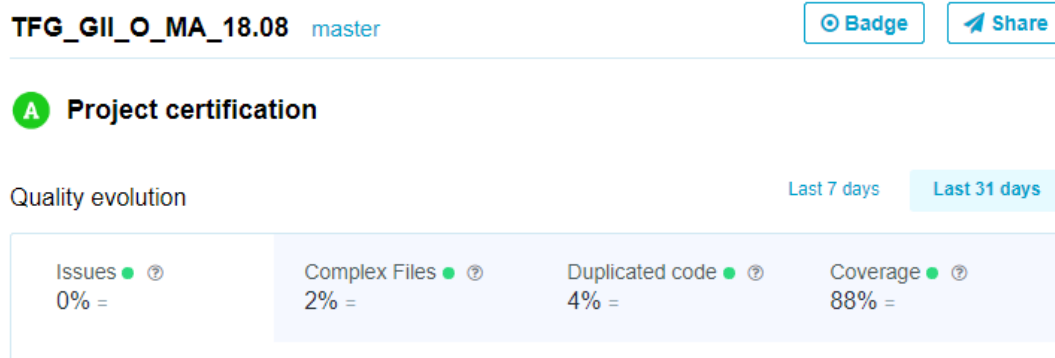 TFG_GII_O_MA_18.08 master Badge Share
A Project certification
Quality evolution Last 7 days Last 31 days
Issues ? Complex Files ? Duplicated code ? Coverage ?
0% = 2% = 4% = 88% =